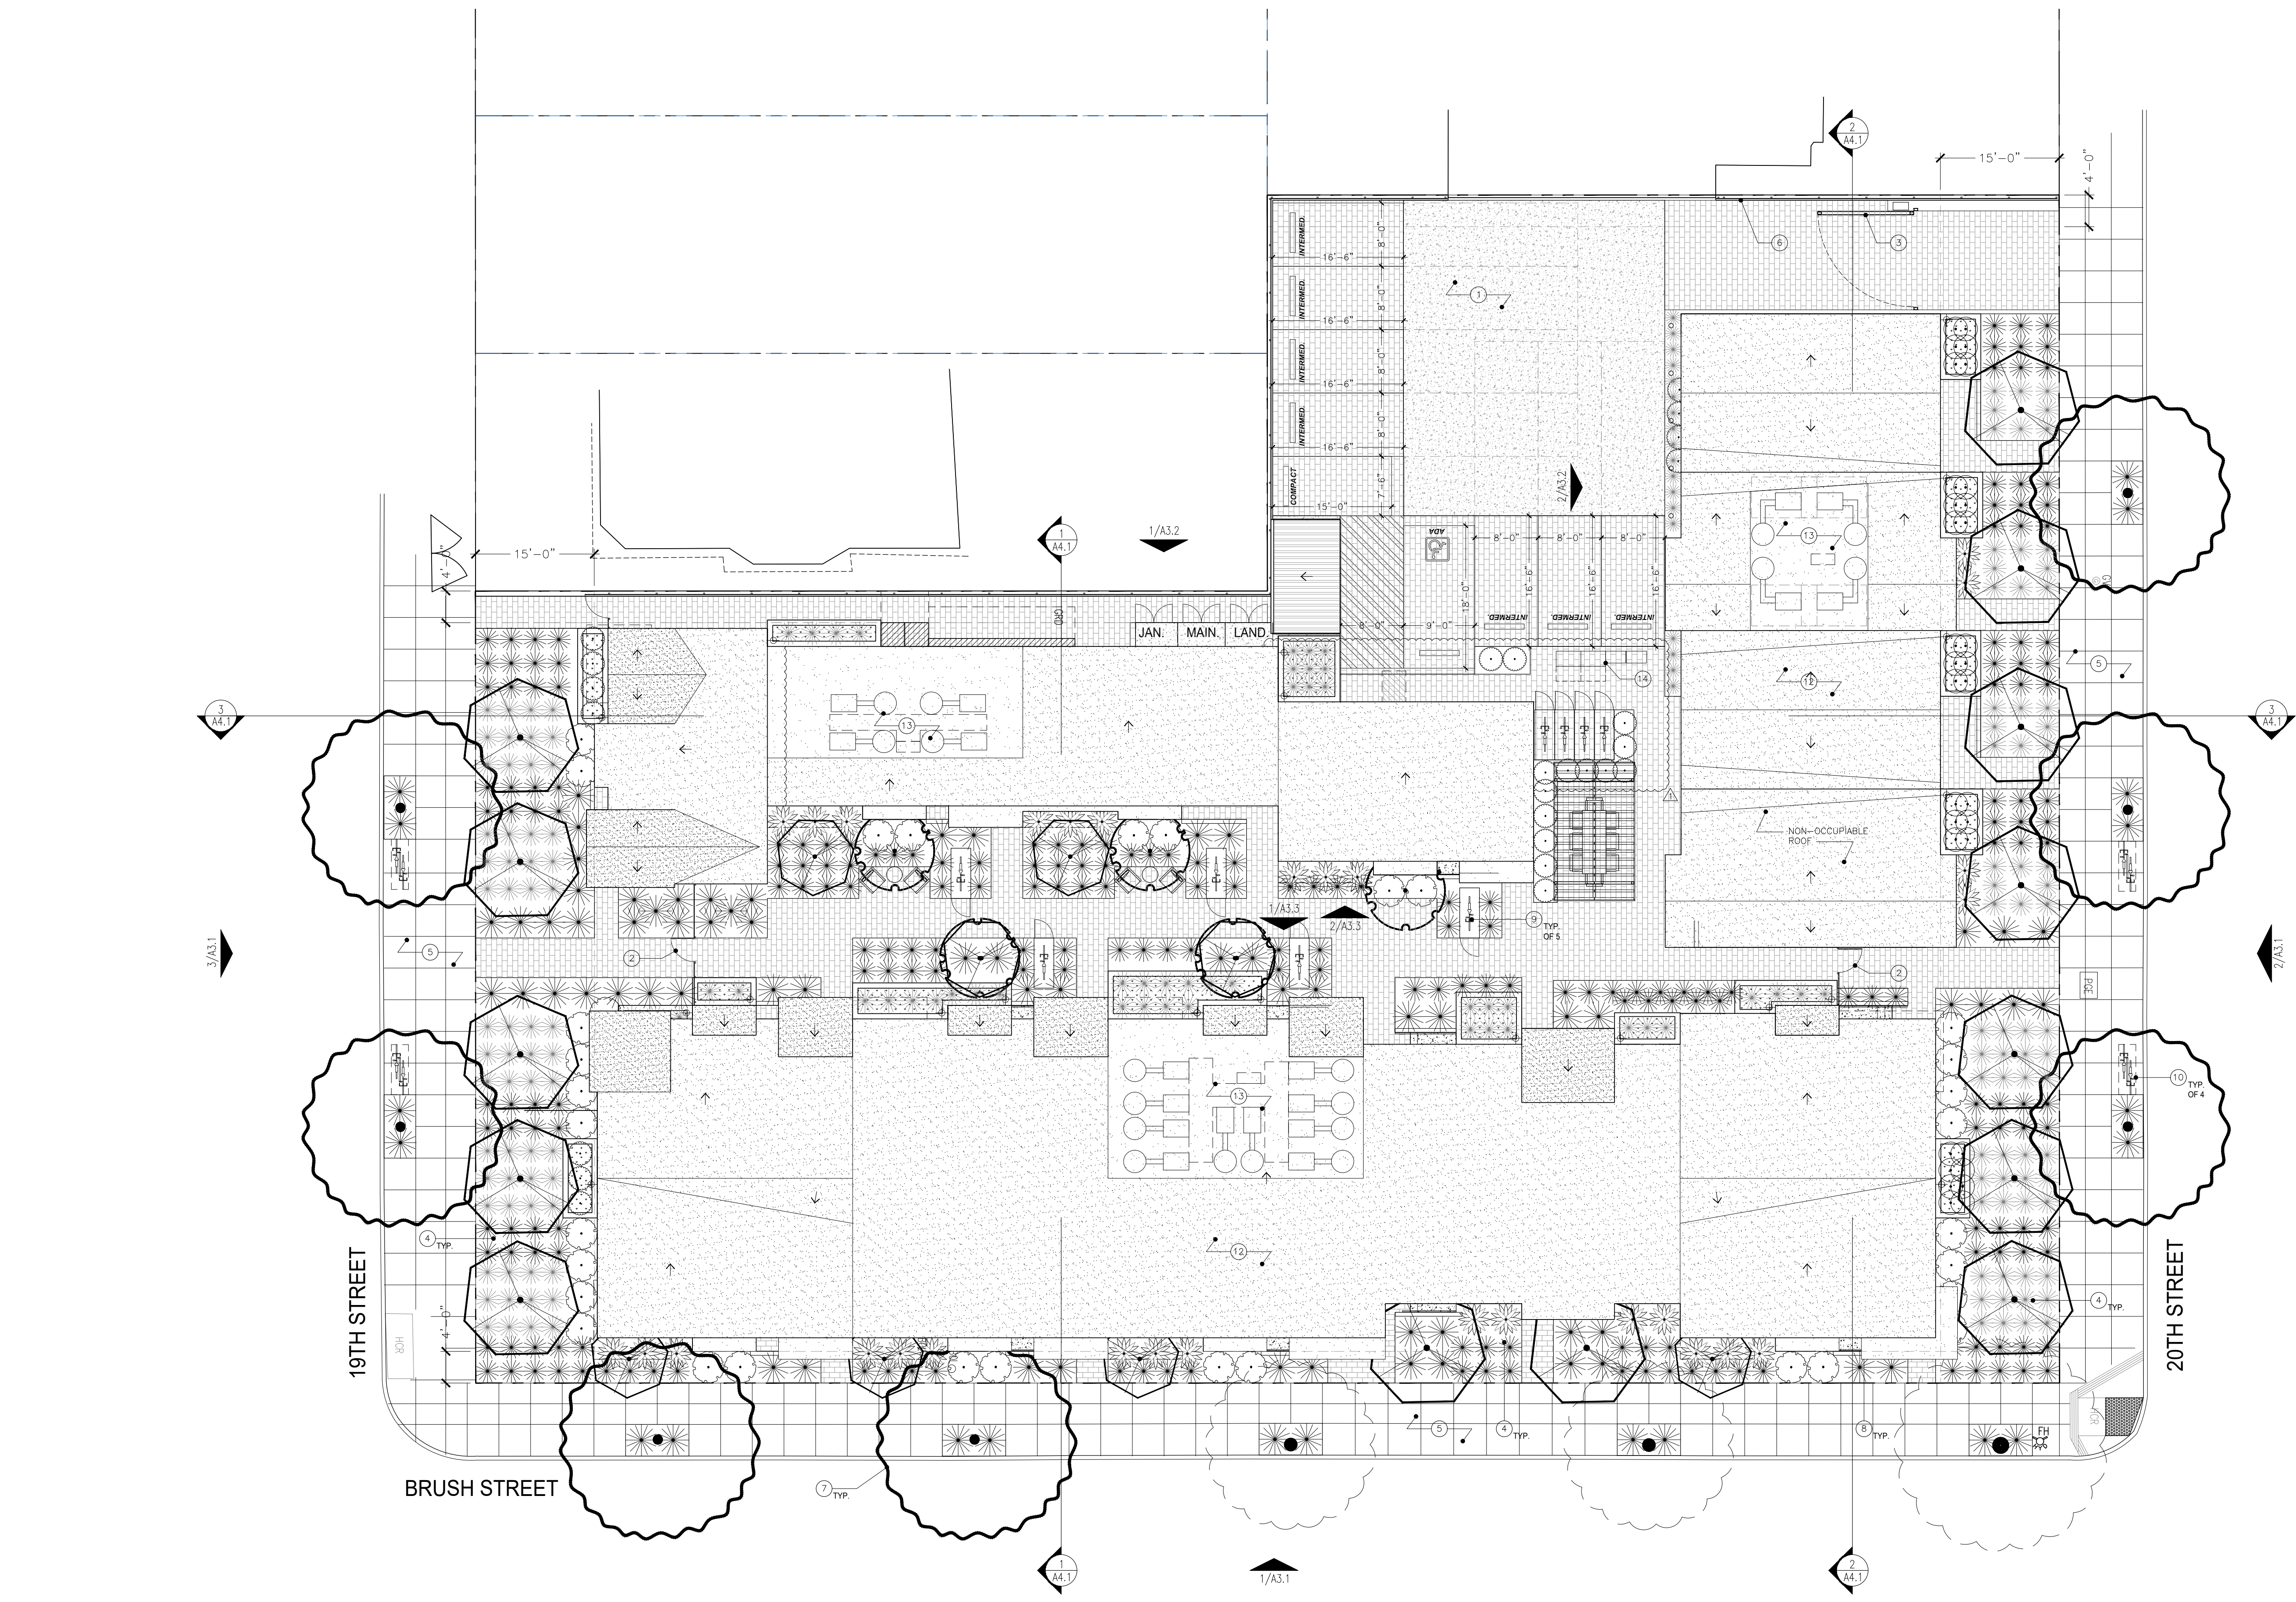 2
A4.1
15'-0"
4'-0"
6
3
INTERMED.
8'-0"
16'-6"
INTERMED.
8'-0"
16'-6"
INTERMED.
8'-0"
16'-6"
INTERMED.
8'-0"
16'-6"
COMPACT
7'-6"
15'-0"
1
2/A3.2
1
A4.1
1/A3.2
15'-0"
4'-0"
ADA
8'-0"
8'-0"
8'-0"
16'-6"
16'-6"
16'-6"
18'-0"
INTERMED.
INTERMED.
INTERMED.
8'-0"
9'-0"
13
GRD
JAN.
MAIN.
LAND.
14
5
12
3
A4.1
3
A4.1
13
NON-OCCUPIABLE
ROOF
1/A3.3
2/A3.3
9
TYP.
OF 5
3/A3.1
5
2
2
2/A3.1
PGE
13
10
TYP.
OF 4
4
TYP.
12
4
TYP.
19TH STREET
4'-0"
HCR
20TH STREET
HCR
FH
5
4
TYP.
8
TYP.
BRUSH STREET
7
TYP.
1
A4.1
1/A3.1
2
A4.1